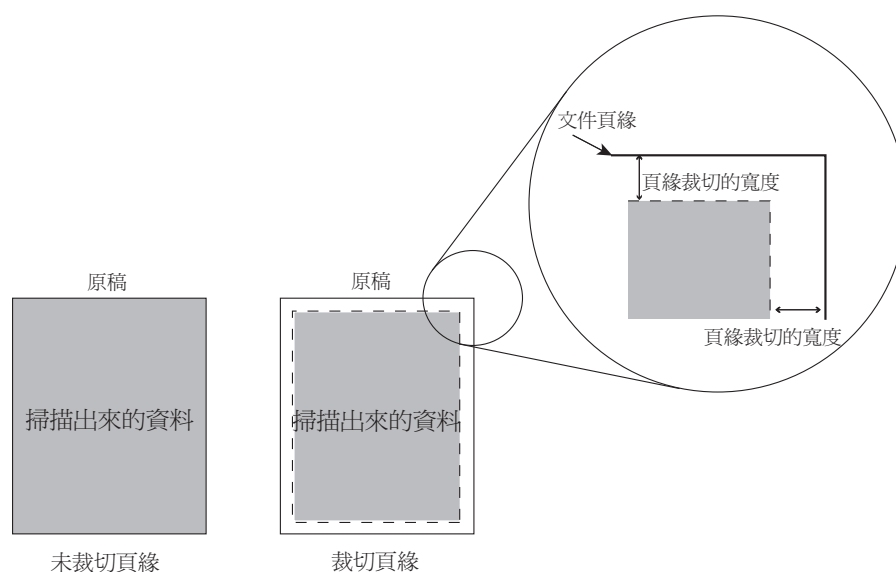 文件頁緣
頁緣裁切的寬度
頁緣裁切的寬度
原稿
掃描出來的資料
未裁切頁緣
原稿
掃描出來的資料
裁切頁緣